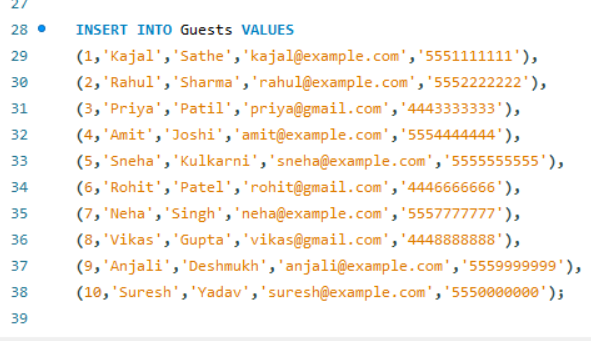 27
28 INSERT INTO Guests VALUES
29 (1,'Kajal','Sathe','kajal@example.com','5551111111'),
30 (2,'Rahul','Sharma','rahul@example.com','5552222222'),
31 (3,'Priya','Patil','priya@gmail.com','4443333333'),
32 (4,'Amit','Joshi','amit@example.com','5554444444'),
33 (5,'Sneha','Kulkarni','sneha@example.com','5555555555'),
34 (6,'Rohit','Patel','rohit@gmail.com','4446666666'),
35 (7,'Neha','Singh','neha@example.com','5557777777'),
36 (8,'Vikas','Gupta','vikas@gmail.com','4448888888'),
37 (9,'Anjali','Deshmukh','anjali@example.com','5559999999'),
38 (10,'Suresh','Yadav','suresh@example.com','5550000000');
39